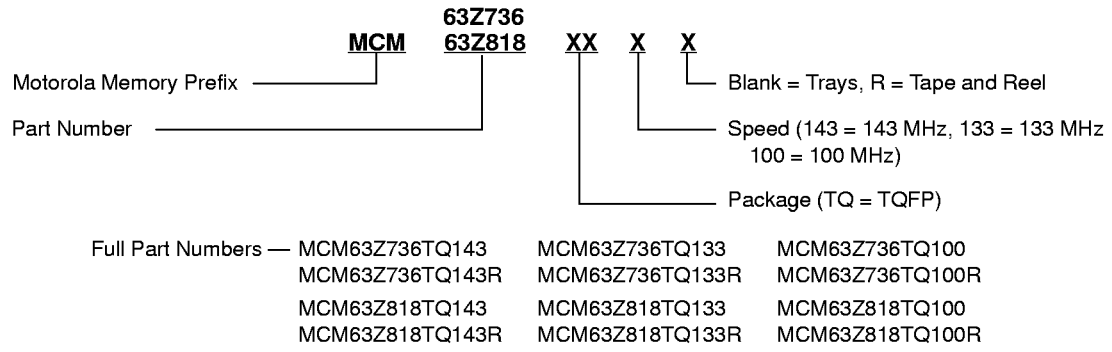 63Z736
MCM 63Z818 XX X X
Motorola Memory Prefix
Blank = Trays, R = Tape and Reel
Part Number
Speed (143 = 143 MHz, 133 = 133 MHz
100 = 100 MHz)
Package (TQ = TQFP)
Full Part Numbers — MCM63Z736TQ143 MCM63Z736TQ133 MCM63Z736TQ100
MCM63Z736TQ143R MCM63Z736TQ133R MCM63Z736TQ100R
MCM63Z818TQ143 MCM63Z818TQ133 MCM63Z818TQ100
MCM63Z818TQ143R MCM63Z818TQ133R MCM63Z818TQ100R